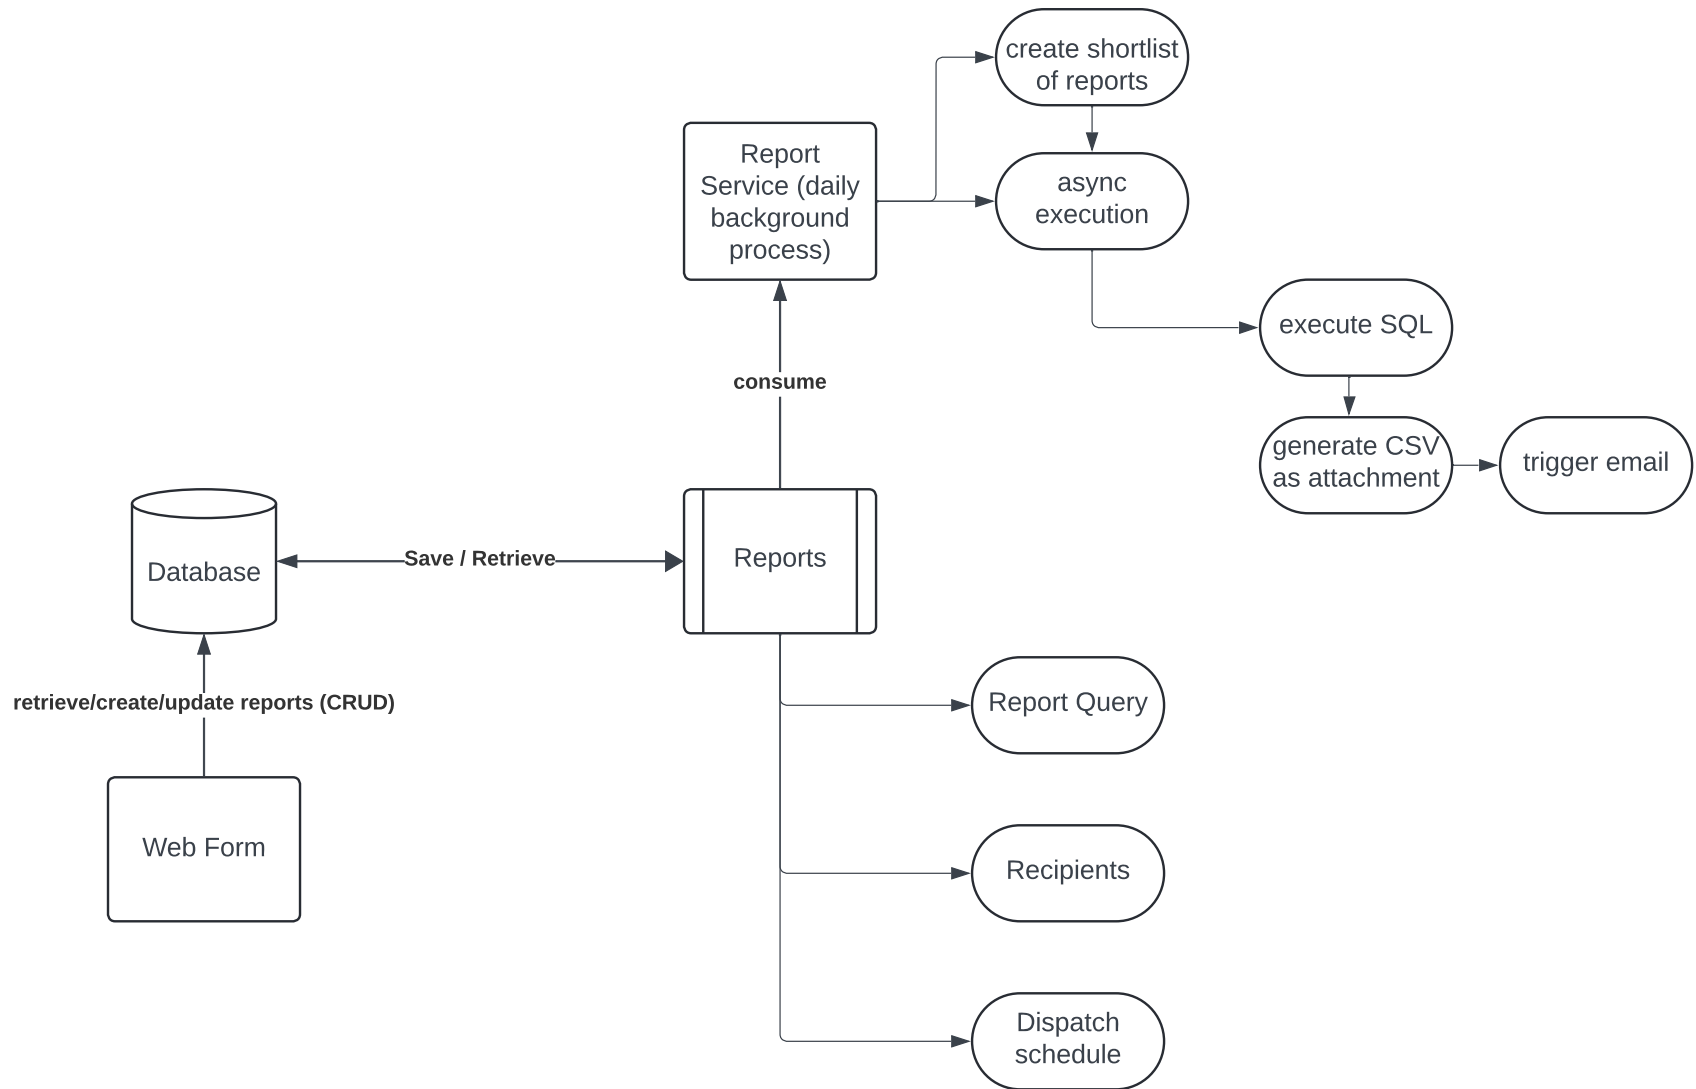 create shortlist
of reports
Report
Service (daily
background
process)
async
execution
execute SQL
consume
generate CSV
as attachment
trigger email
Database
Save / Retrieve
Reports
retrieve/create/update reports (CRUD)
Report Query
Web Form
Recipients
Dispatch
schedule